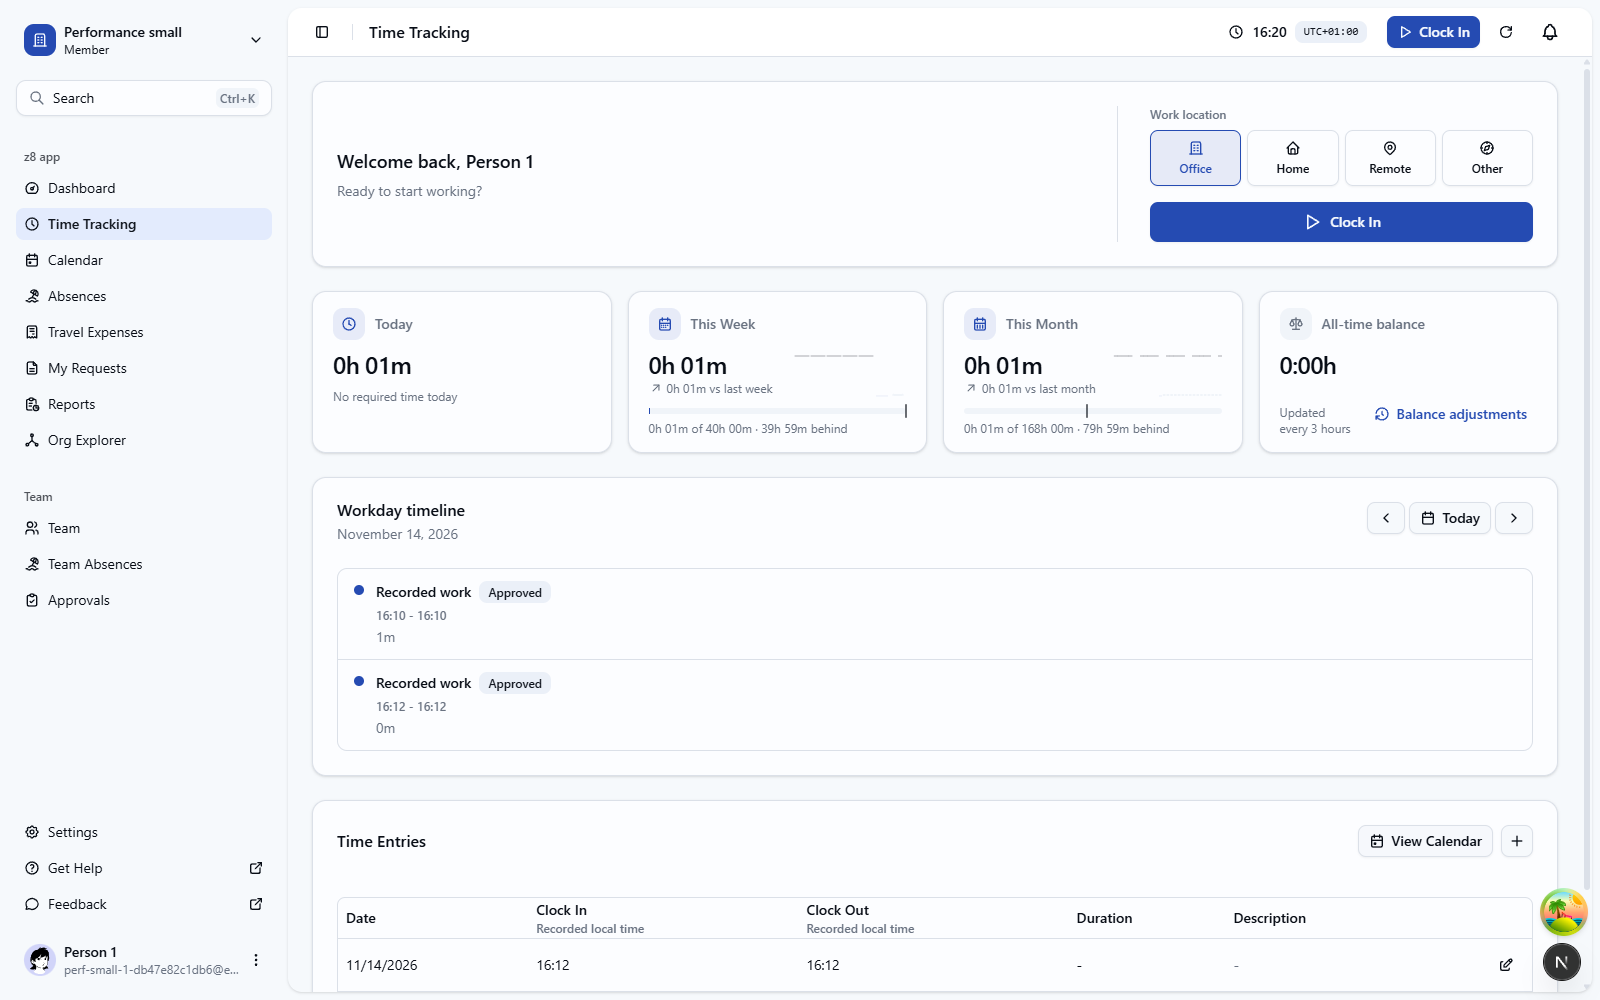 Performance small
Member
Search
Ctrl+K
z8 app
Dashboard
Time Tracking
Calendar
Absences
Travel Expenses
My Requests
Reports
Org Explorer
Team
Team
Team Absences
Approvals
Settings
Get Help
Feedback
Person 1
perf-small-1-db47e82c1db6@e...
Time Tracking
16:20
UTC+01:00
Clock In
Welcome back, Person 1
Ready to start working?
Work location
Office
Home
Remote
Other
Clock In
Today
0h 01m
No required time today
This Week
0h 01m
0h 01m vs last week
0h 01m of 40h 00m · 39h 59m behind
This Month
0h 01m
0h 01m vs last month
0h 01m of 168h 00m · 79h 59m behind
All-time balance
0:00h
Updated
every 3 hours
Balance adjustments
Workday timeline
November 14, 2026
Today
Recorded work Approved
16:10 - 16:10
1m
Recorded work Approved
16:12 - 16:12
0m
Time Entries
View Calendar
Date
Clock In
Recorded local time
Clock Out
Recorded local time
Duration
Description
11/14/2026
16:12
16:12
-
-
N